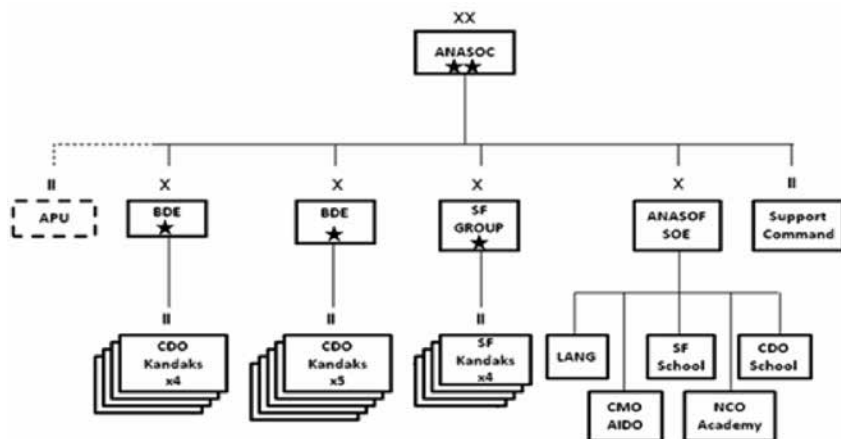 XX
ANASOC
II
X
X
X
X
II
APU
BDE
BDE
SF
GROUP
ANASOF
SOE
Support
Command
II
II
II
CDO
Kandaks
x4
CDO
Kandaks
x5
SF
Kandaks
x4
LANG
SF
School
CDO
School
CMO
AIDO
NCO
Academy